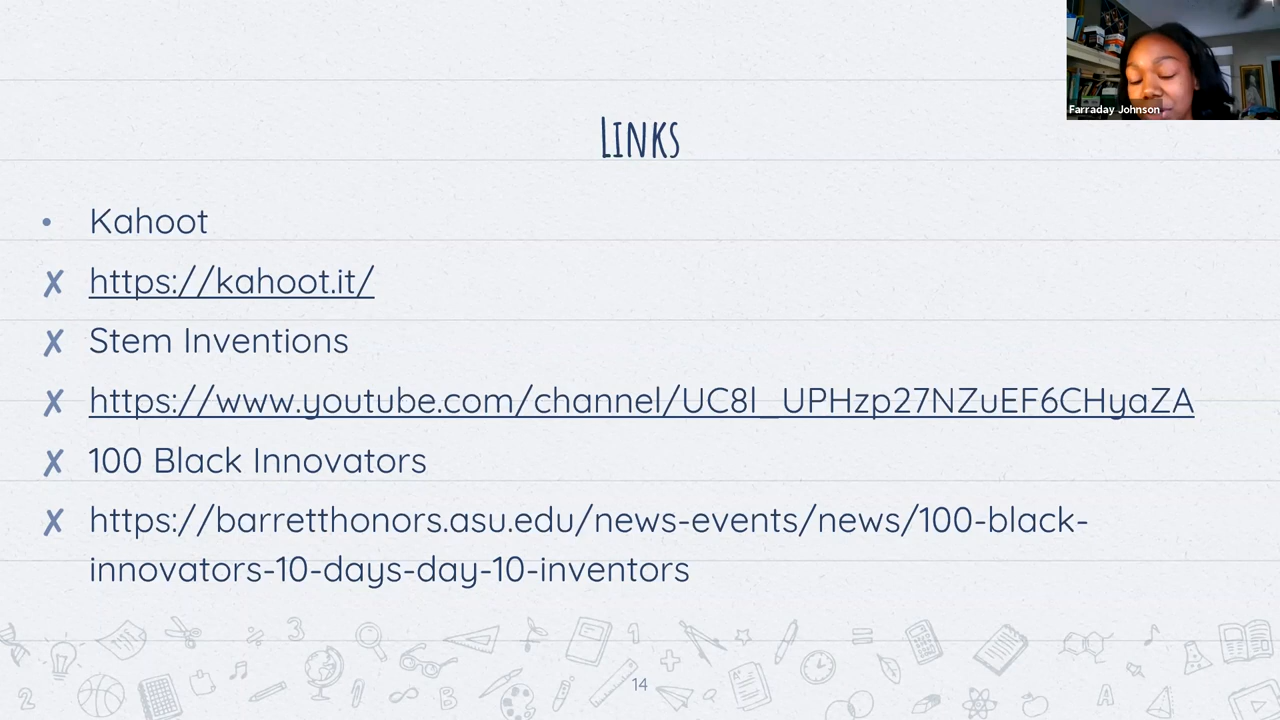 Farraday Johnson
Links
• Kahoot
✗ https://kahoot.it/
✗ Stem Inventions
✗ https://www.youtube.com/channel/UC8l_UPHzp27NZuEF6CHyaZA
✗ 100 Black Innovators
✗ https://barretthonors.asu.edu/news-events/news/100-black-
innovators-10-days-day-10-inventors
14